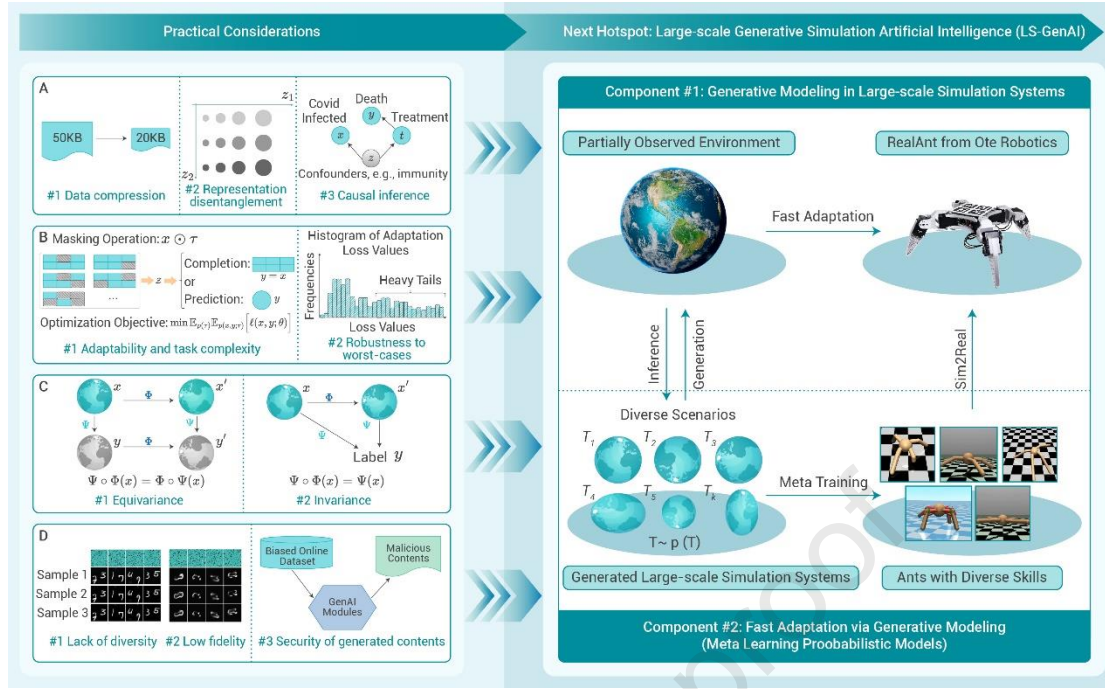 Practical Considerations
Next Hotspot: Large-scale Generative Simulation Artificial Intelligence (LS-GenAI)
A
50KB
20KB
#1 Data compression
z₁
z₂
#2 Representation
disentanglement
Covid
Infected
Death
Treatment
x
y
t
z
Confounders, e.g., immunity
#3 Causal inference
B
Masking Operation: x ⊙ τ
...
z
Completion:
y = x
or
Prediction:
y
Optimization Objective: min 𝔼p(τ)𝔼p(x,y;τ)[ℓ(x, y; θ)]
#1 Adaptability and task complexity
Histogram of Adaptation
Loss Values
Frequencies
Heavy Tails
Loss Values
#2 Robustness to
worst-cases
C
x
Φ
x′
Ψ
Ψ
y
Φ
y′
Ψ ∘ Φ(x) = Φ ∘ Ψ(x)
#1 Equivariance
x
Φ
x′
Ψ
Ψ
Label y
Ψ ∘ Φ(x) = Ψ(x)
#2 Invariance
D
Sample 1
Sample 2
Sample 3
#1 Lack of diversity
#2 Low fidelity
Biased Online
Dataset
Malicious
Contents
GenAI
Modules
#3 Security of generated contents
Component #1: Generative Modeling in Large-scale Simulation Systems
Partially Observed Environment
RealAnt from Ote Robotics
Fast Adaptation
Inference
Generation
Sim2Real
Diverse Scenarios
T₁
T₂
T₃
T₄
T₅
Tₖ
T~ p (T)
Meta Training
Generated Large-scale Simulation Systems
Ants with Diverse Skills
Component #2: Fast Adaptation via Generative Modeling
(Meta Learning Proobabilistic Models)
proof